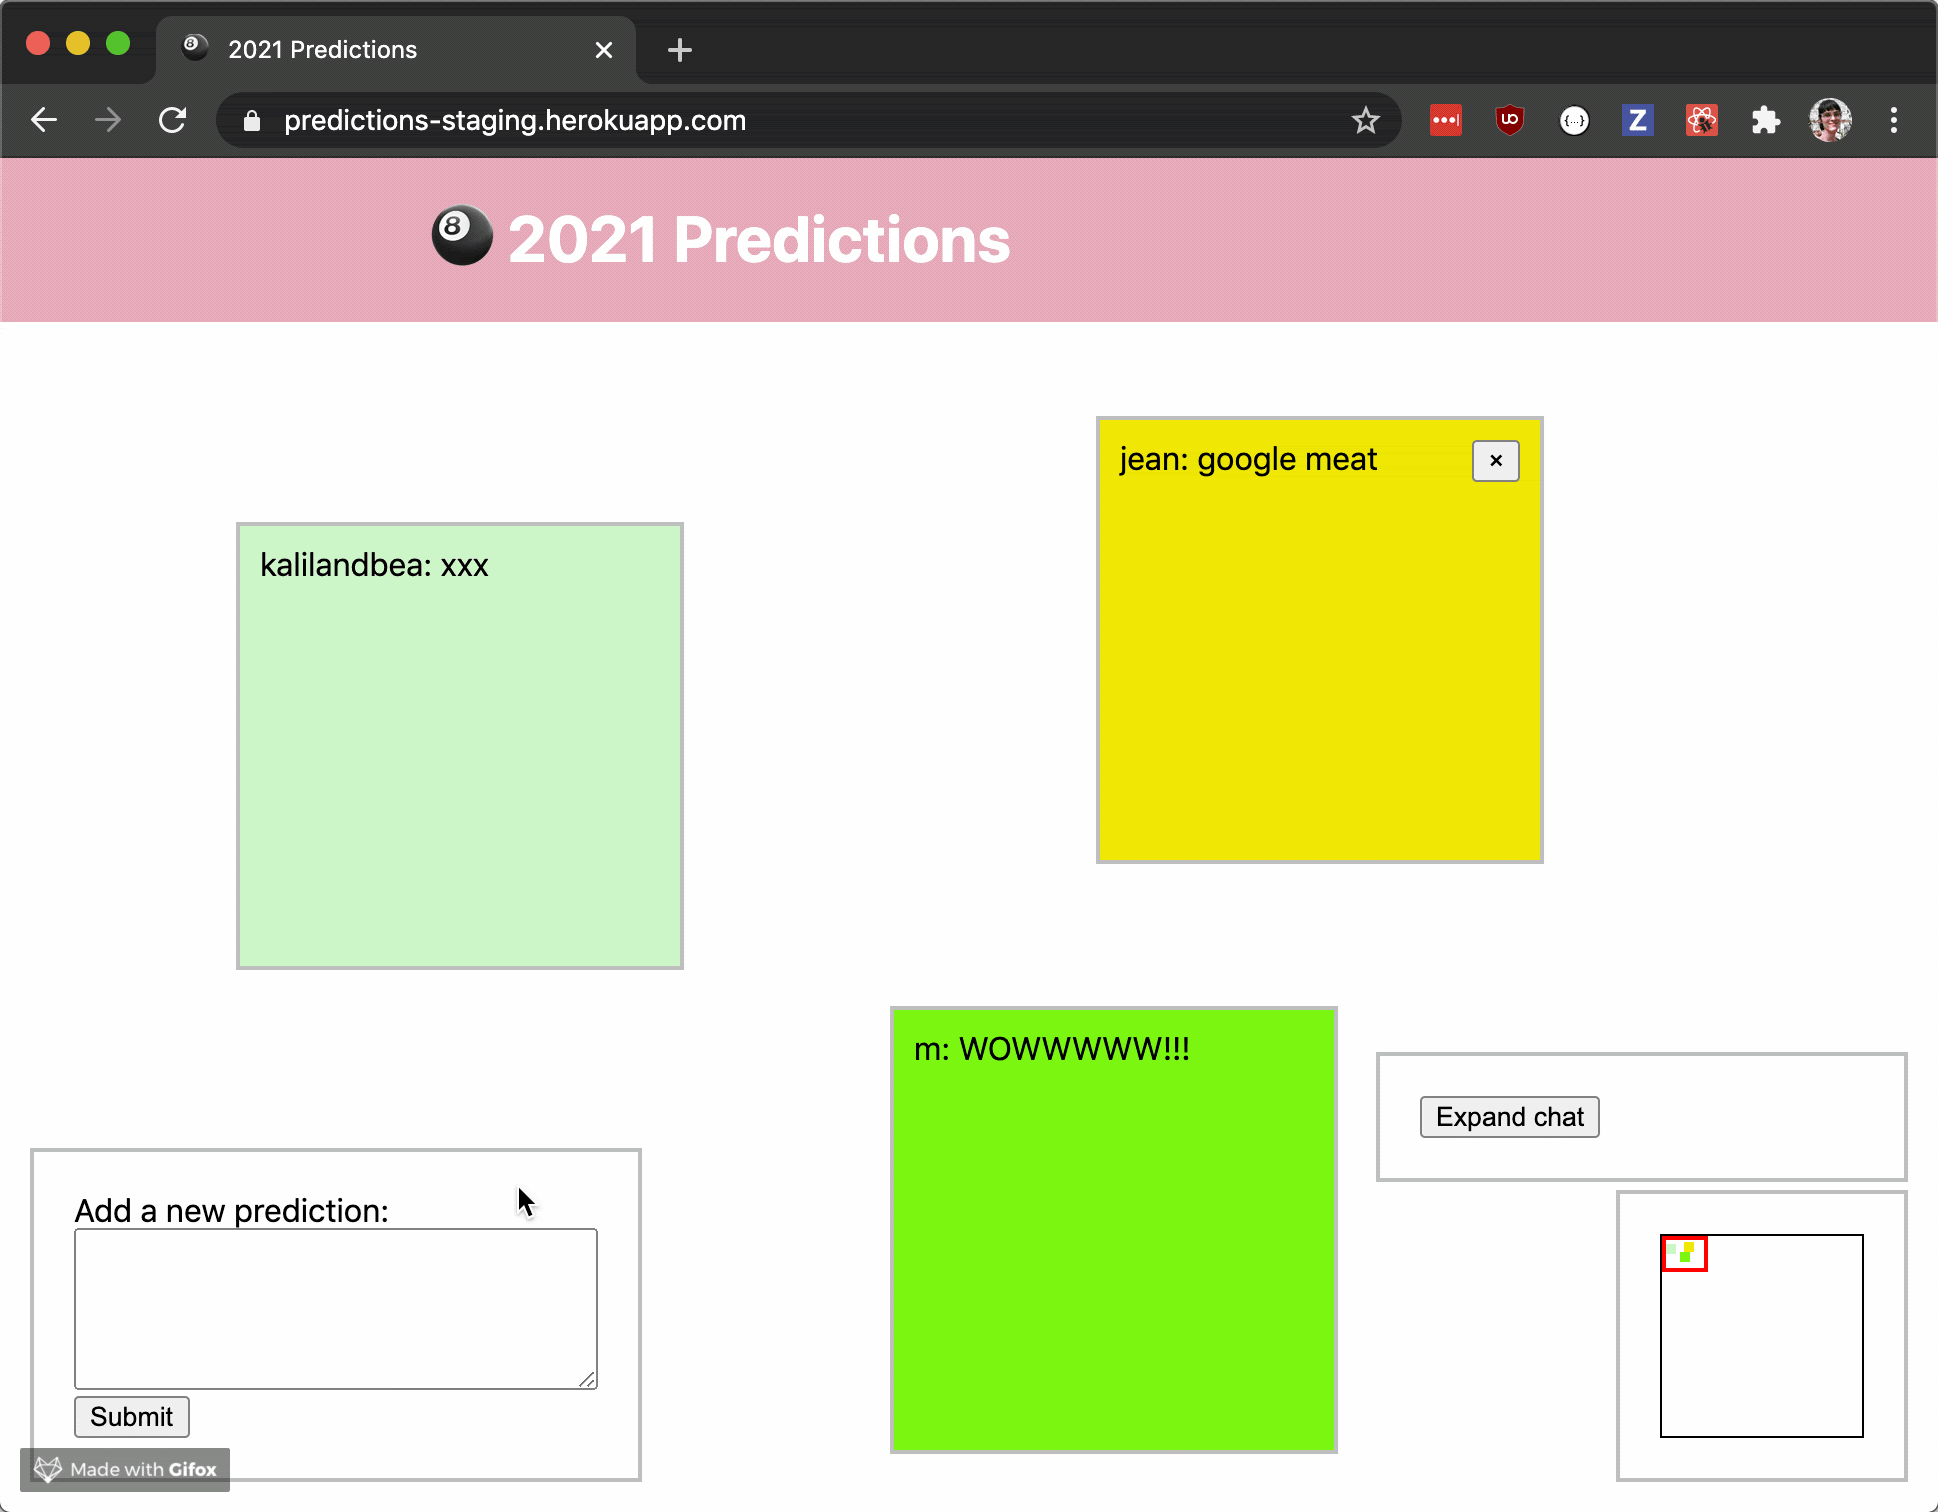 2021 Predictions
predictions-staging.herokuapp.com
8 2021 Predictions
jean: google meat ×
kalilandbea: xxx
m: WOWWWWW!!!
Expand chat
Add a new prediction:
Submit
Made with Gifox